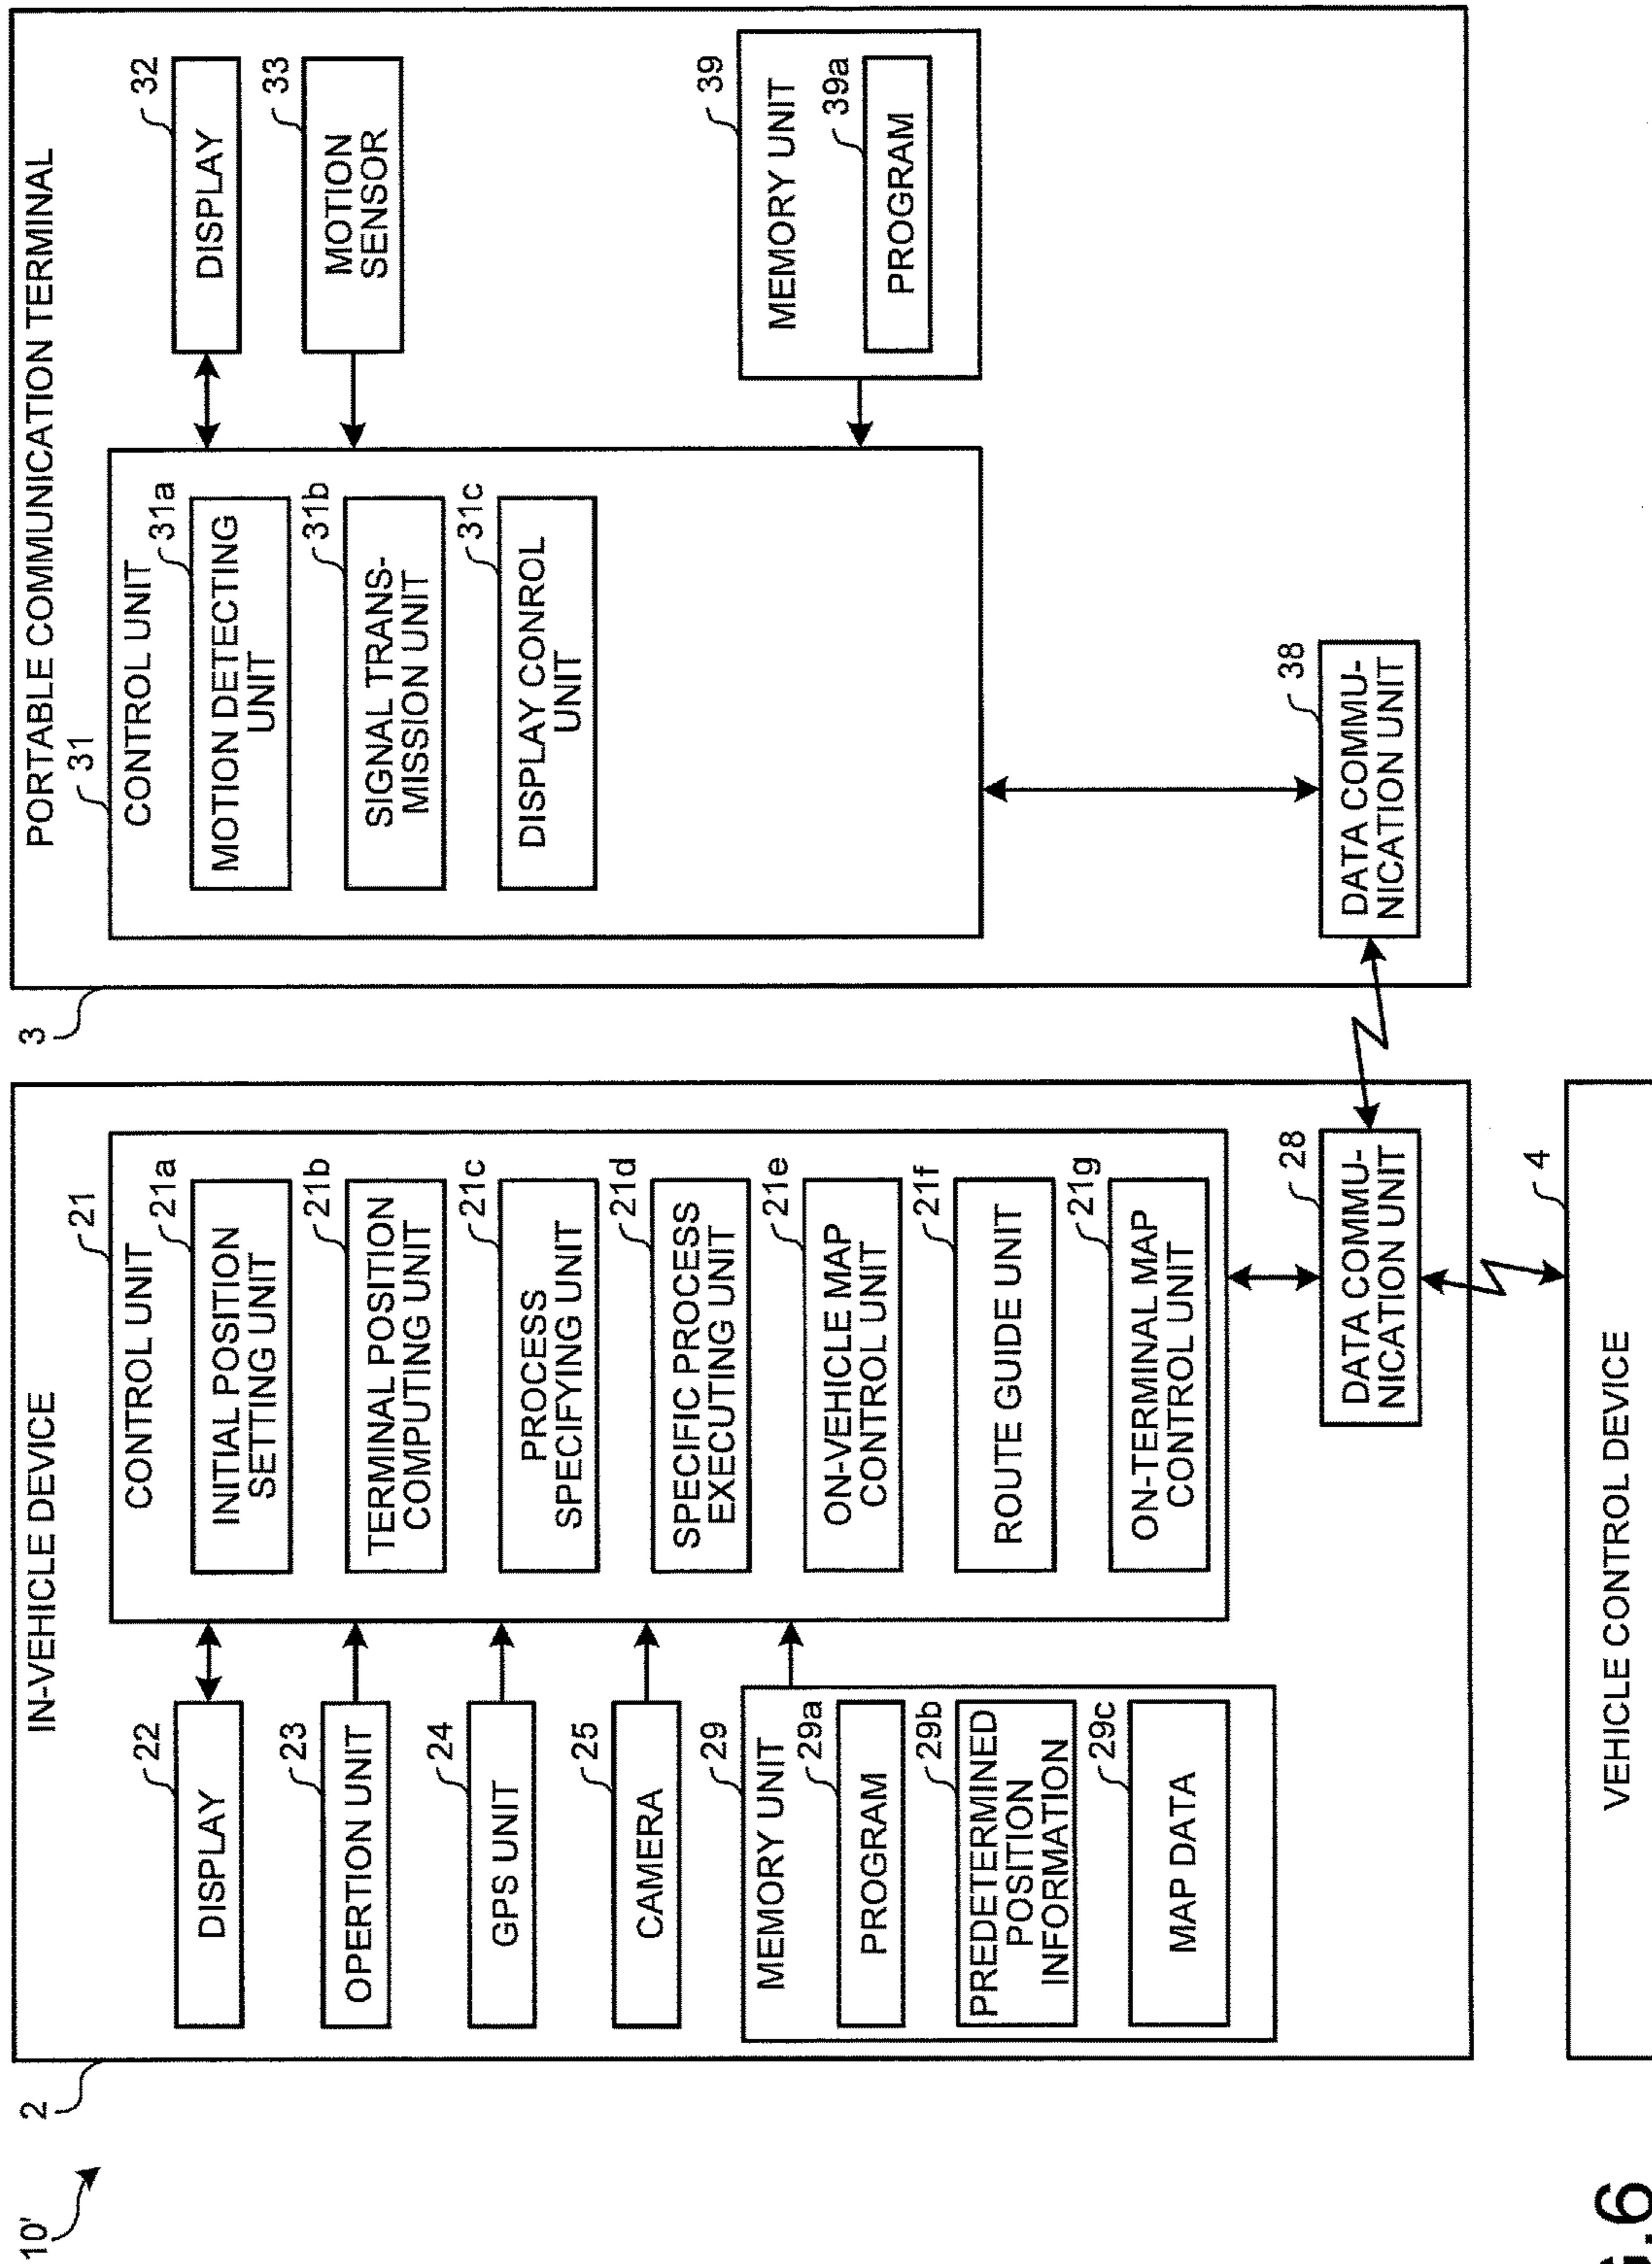 10'
2
IN-VEHICLE DEVICE
22
DISPLAY
23
OPERTION UNIT
24
GPS UNIT
25
CAMERA
29
MEMORY UNIT
29a
PROGRAM
29b
PREDETERMINED
POSITION
INFORMATION
29c
MAP DATA
21
CONTROL UNIT
21a
INITIAL POSITION
SETTING UNIT
21b
TERMINAL POSITION
COMPUTING UNIT
21c
PROCESS
SPECIFYING UNIT
21d
SPECIFIC PROCESS
EXECUTING UNIT
21e
ON-VEHICLE MAP
CONTROL UNIT
21f
ROUTE GUIDE UNIT
21g
ON-TERMINAL MAP
CONTROL UNIT
28
DATA COMMU-
NICATION UNIT
4
VEHICLE CONTROL DEVICE
3
PORTABLE COMMUNICATION TERMINAL
31
CONTROL UNIT
31a
MOTION DETECTING
UNIT
31b
SIGNAL TRANS-
MISSION UNIT
31c
DISPLAY CONROL
UNIT
32
DISPLAY
33
MOTION
SENSOR
39
MEMORY UNIT
39a
PROGRAM
38
DATA COMMU-
NICATION UNIT
G.6